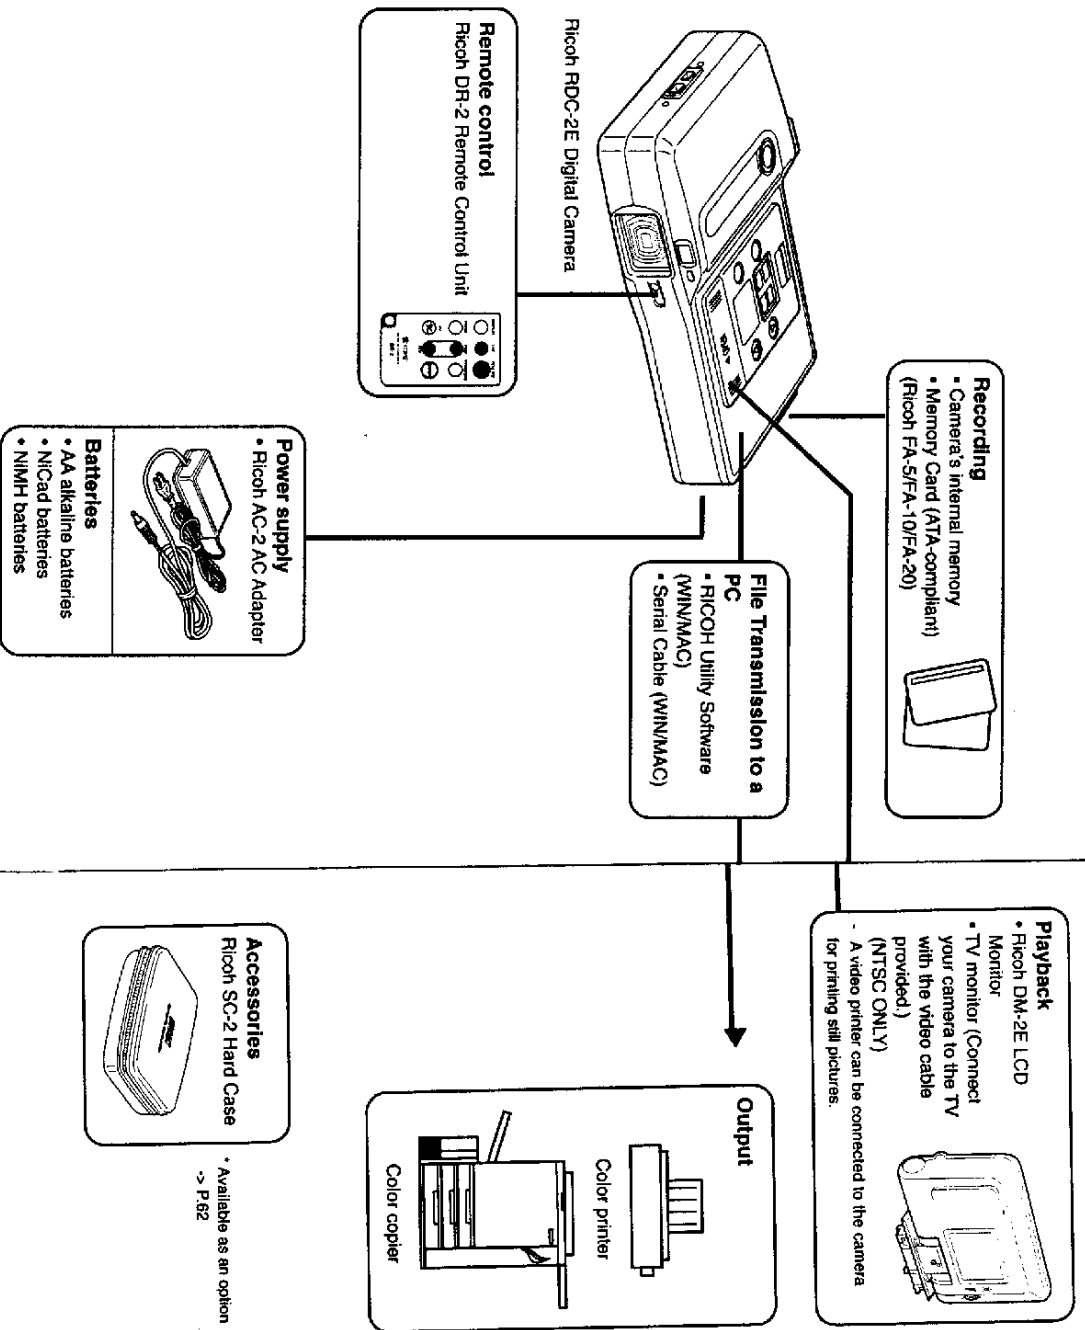 Recording
• Camera's internal memory
• Memory Card (ATA-compliant)
(Ricoh FA-5/FA-10/FA-20)
Playback
• Ricoh DM-2E LCD
Monitor
• TV monitor (Connect
your camera to the TV
with the video cable
provided.)
(NTSC ONLY)
- A video printer can be connected to the camera
for printing still pictures.
Ricoh RDC-2E Digital Camera
File Transmission to a
PC
• RICOH Utility Software
(WIN/MAC)
• Serial Cable (WIN/MAC)
Output
Color printer
Color copier
Remote control
Ricoh DR-2 Remote Control Unit
Power supply
• Ricoh AC-2 AC Adapter
Batteries
• AA alkaline batteries
• NiCad batteries
• NiMH batteries
Accessories
Ricoh SC-2 Hard Case
* Available as an option
-> P.62